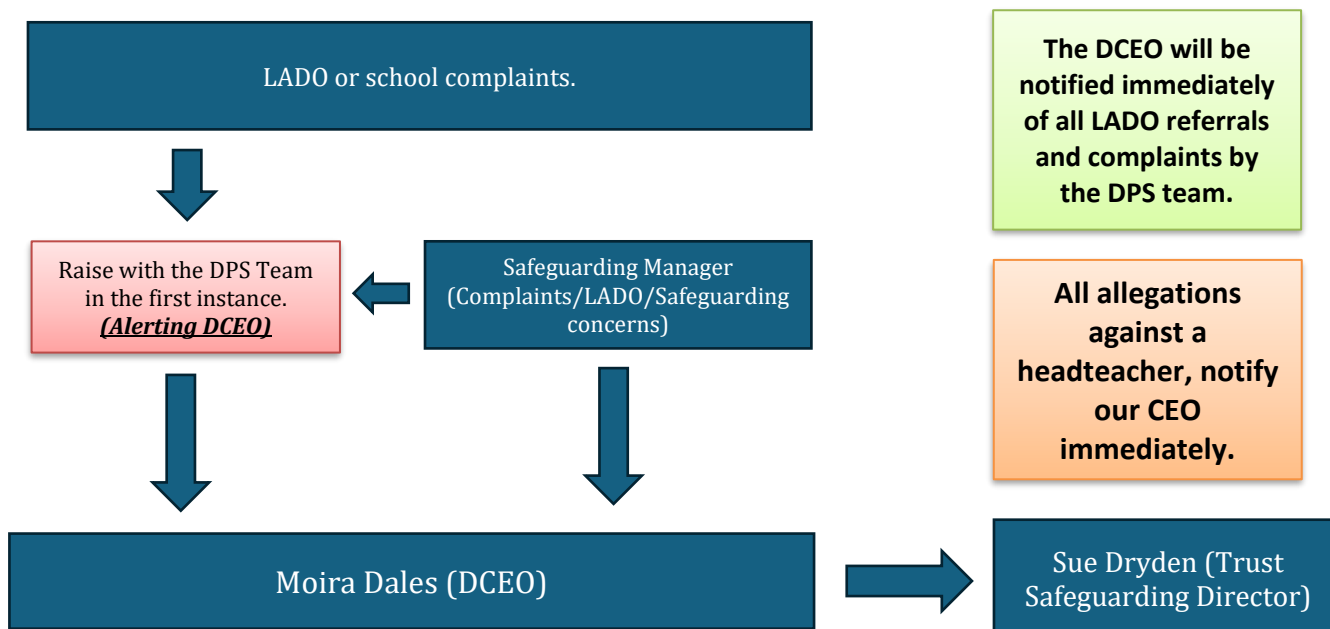 LADO or school complaints.
The DCEO will be
notified immediately
of all LADO referrals
and complaints by
the DPS team.
Raise with the DPS Team
in the first instance.
(Alerting DCEO)
Safeguarding Manager
(Complaints/LADO/Safeguarding
concerns)
All allegations
against a
headteacher, notify
our CEO
immediately.
Moira Dales (DCEO)
Sue Dryden (Trust
Safeguarding Director)